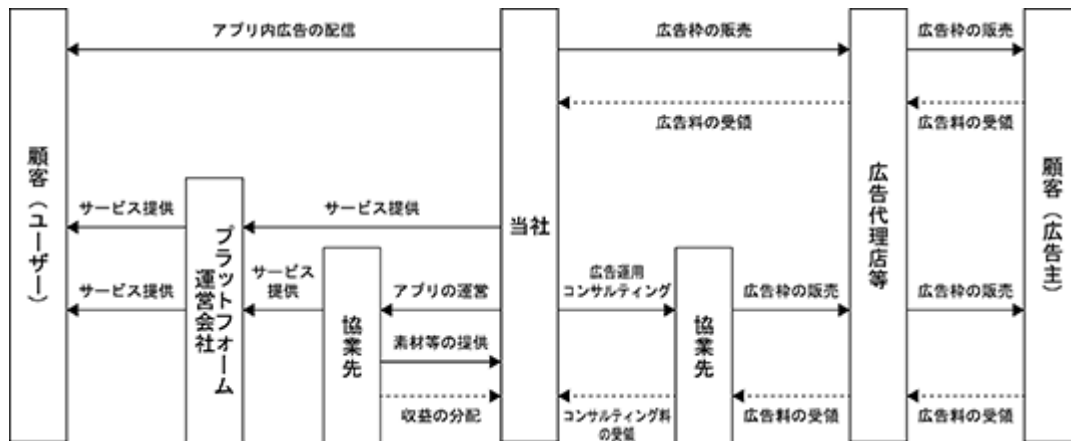 アプリ内広告の配信
広告枠の販売
広告枠の販売
広告料の受領
広告料の受領
顧客（ユーザー）
サービス提供
プラットフォーム
運営会社
サービス提供
当社
広告代理店等
顧客（広告主）
サービス提供
サービス
提供
協業先
アプリの運営
広告運用
コンサルティング
協業先
広告枠の販売
広告枠の販売
素材等の提供
収益の分配
コンサルティング料
の受領
広告料の受領
広告料の受領